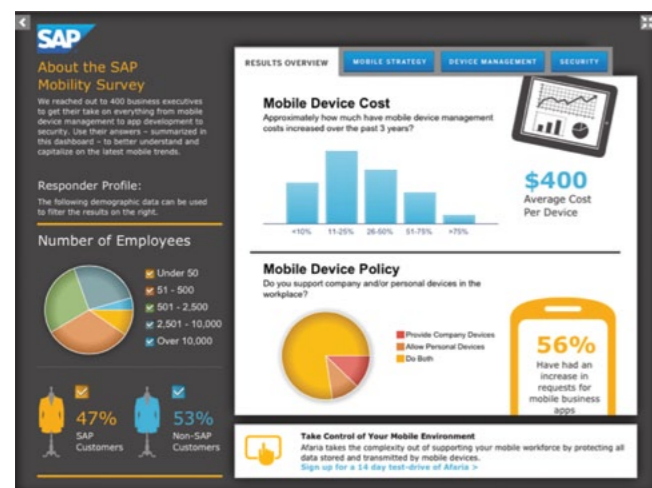 SAP
About the SAP
Mobility Survey
We reached out to 400 business executives
to get their take on everything from mobile
device management to app development to
security. Use their answers – summarized in
this dashboard – to better understand and
capitalize on the latest mobile trends.
Responder Profile:
The following demographic data can be used
to filter the results on the right.
Number of Employees
Under 50
51 - 500
501 - 2,500
2,501 - 10,000
Over 10,000
47%
SAP
Customers
53%
Non-SAP
Customers
RESULTS OVERVIEW
MOBILE STRATEGY
DEVICE MANAGEMENT
SECURITY
Mobile Device Cost
Approximately how much have mobile device management
costs increased over the past 3 years?
<10% 11-25% 26-50% 51-75% >75%
$400
Average Cost
Per Device
Mobile Device Policy
Do you support company and/or personal devices in the
workplace?
Provide Company Devices
Allow Personal Devices
Do Both
56%
Have had an
increase in
requests for
mobile business
apps
Take Control of Your Mobile Environment
Afaria takes the complexity out of supporting your mobile workforce by protecting all
data stored and transmitted by mobile devices.
Sign up for a 14 day test-drive of Afaria >